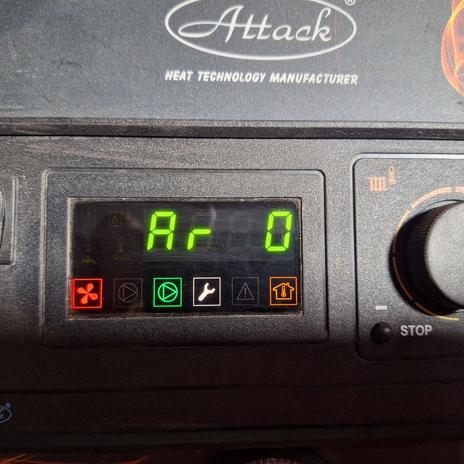 Attack®
HEAT TECHNOLOGY MANUFACTURER
Ar 0
STOP